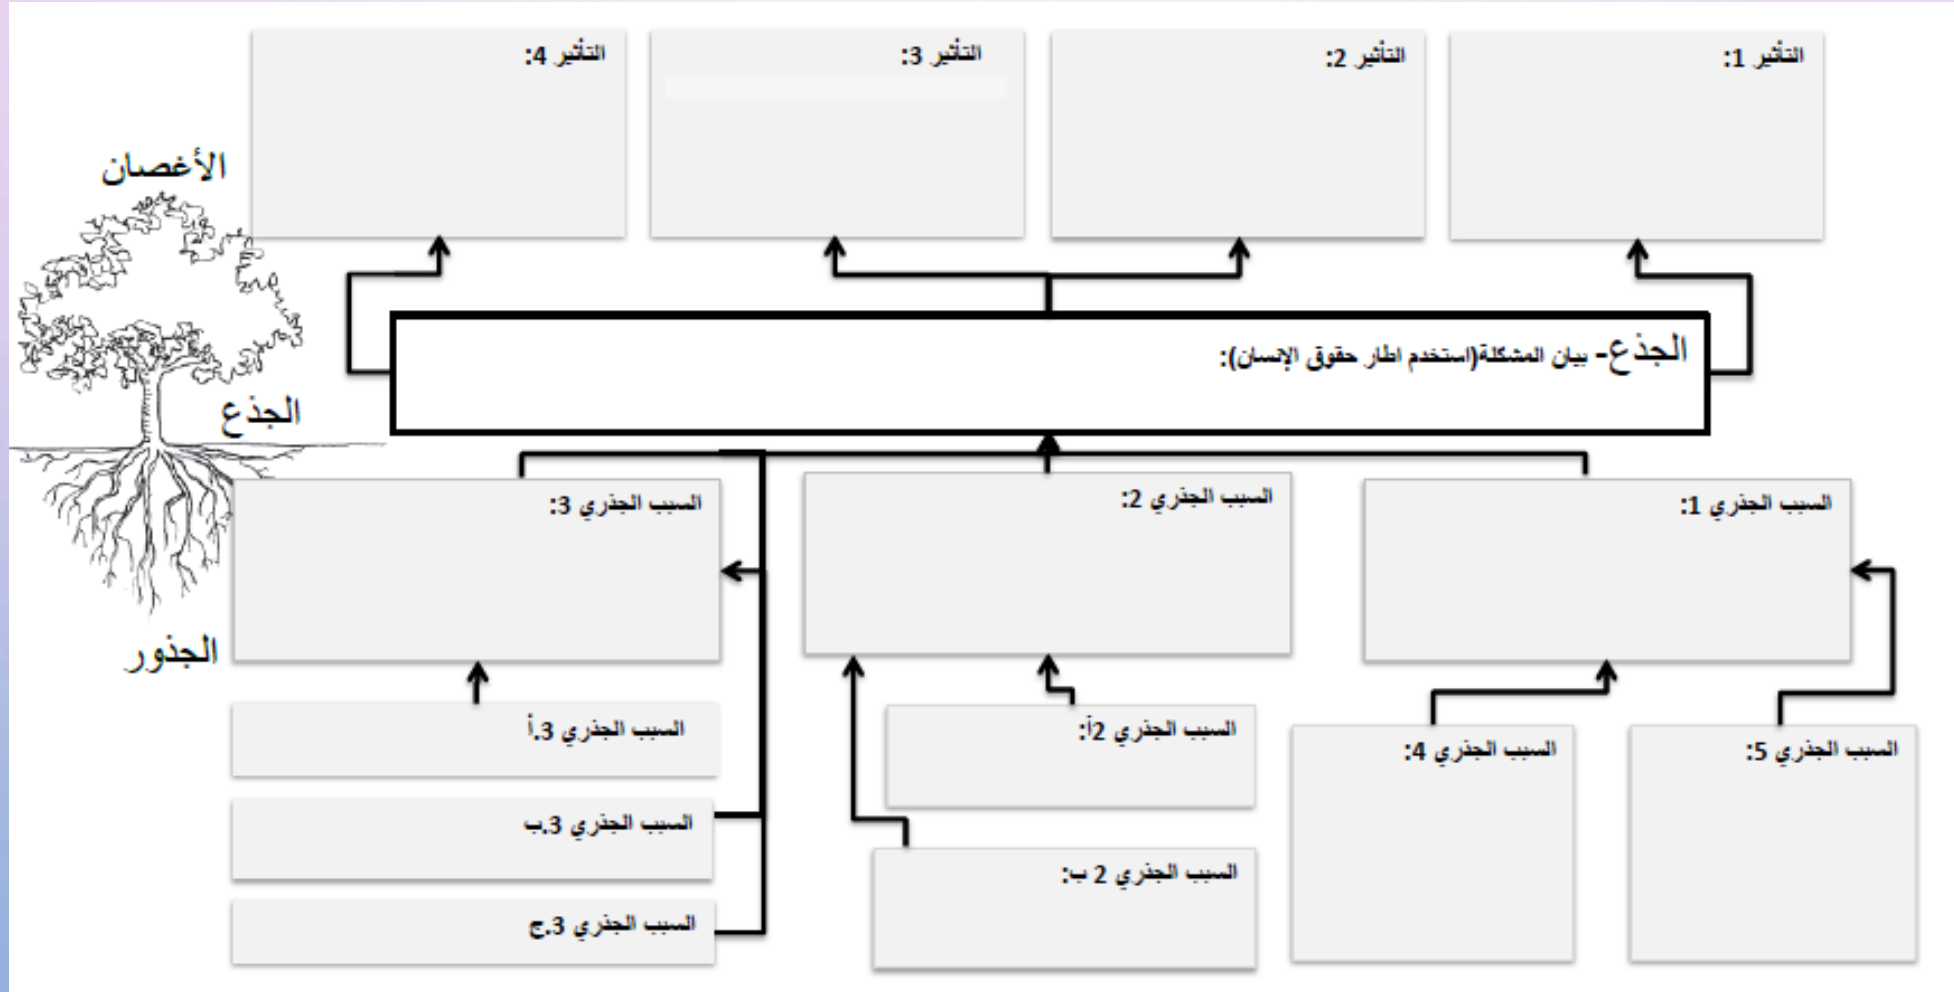 التأثير 1:
التأثير 2:
التأثير 3:
التأثير 4:
الأغصان
الجذع- بيان المشكلة(استخدم اطار حقوق الإنسان):
الجذع
السبب الجذري 1:
السبب الجذري 2:
السبب الجذري 3:
الجذور
السبب الجذري 5:
السبب الجذري 4:
السبب الجذري 2أ:
السبب الجذري 2 ب:
السبب الجذري 3.أ
السبب الجذري 3.ب
السبب الجذري 3.ج